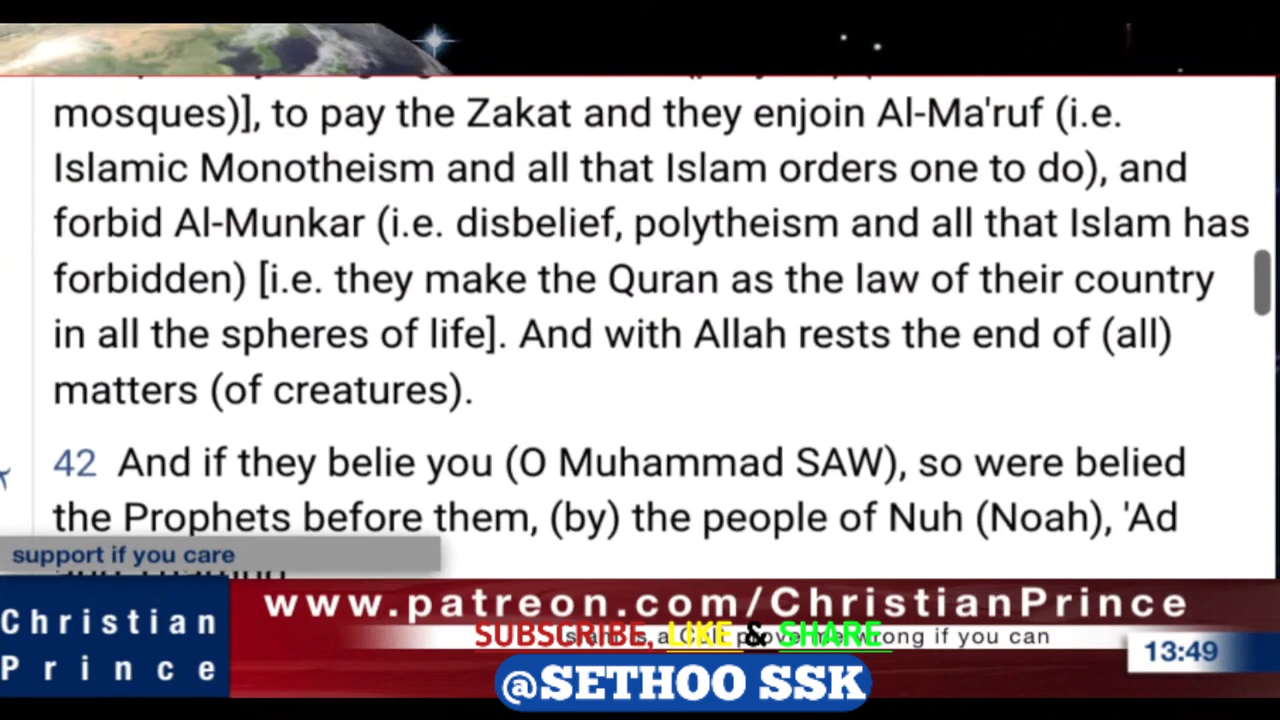 mosques)], to pay the Zakat and they enjoin Al-Ma'ruf (i.e.
Islamic Monotheism and all that Islam orders one to do), and
forbid Al-Munkar (i.e. disbelief, polytheism and all that Islam has
forbidden) [i.e. they make the Quran as the law of their country
in all the spheres of life]. And with Allah rests the end of (all)
matters (of creatures).
42 And if they belie you (O Muhammad SAW), so were belied
the Prophets before them, (by) the people of Nuh (Noah), 'Ad
support if you care
Christian
Prince
www.patreon.com/ChristianPrince
SUBSCRIBE, LIKE & SHARE
wrong if you can
13:49
@SETHOO SSK